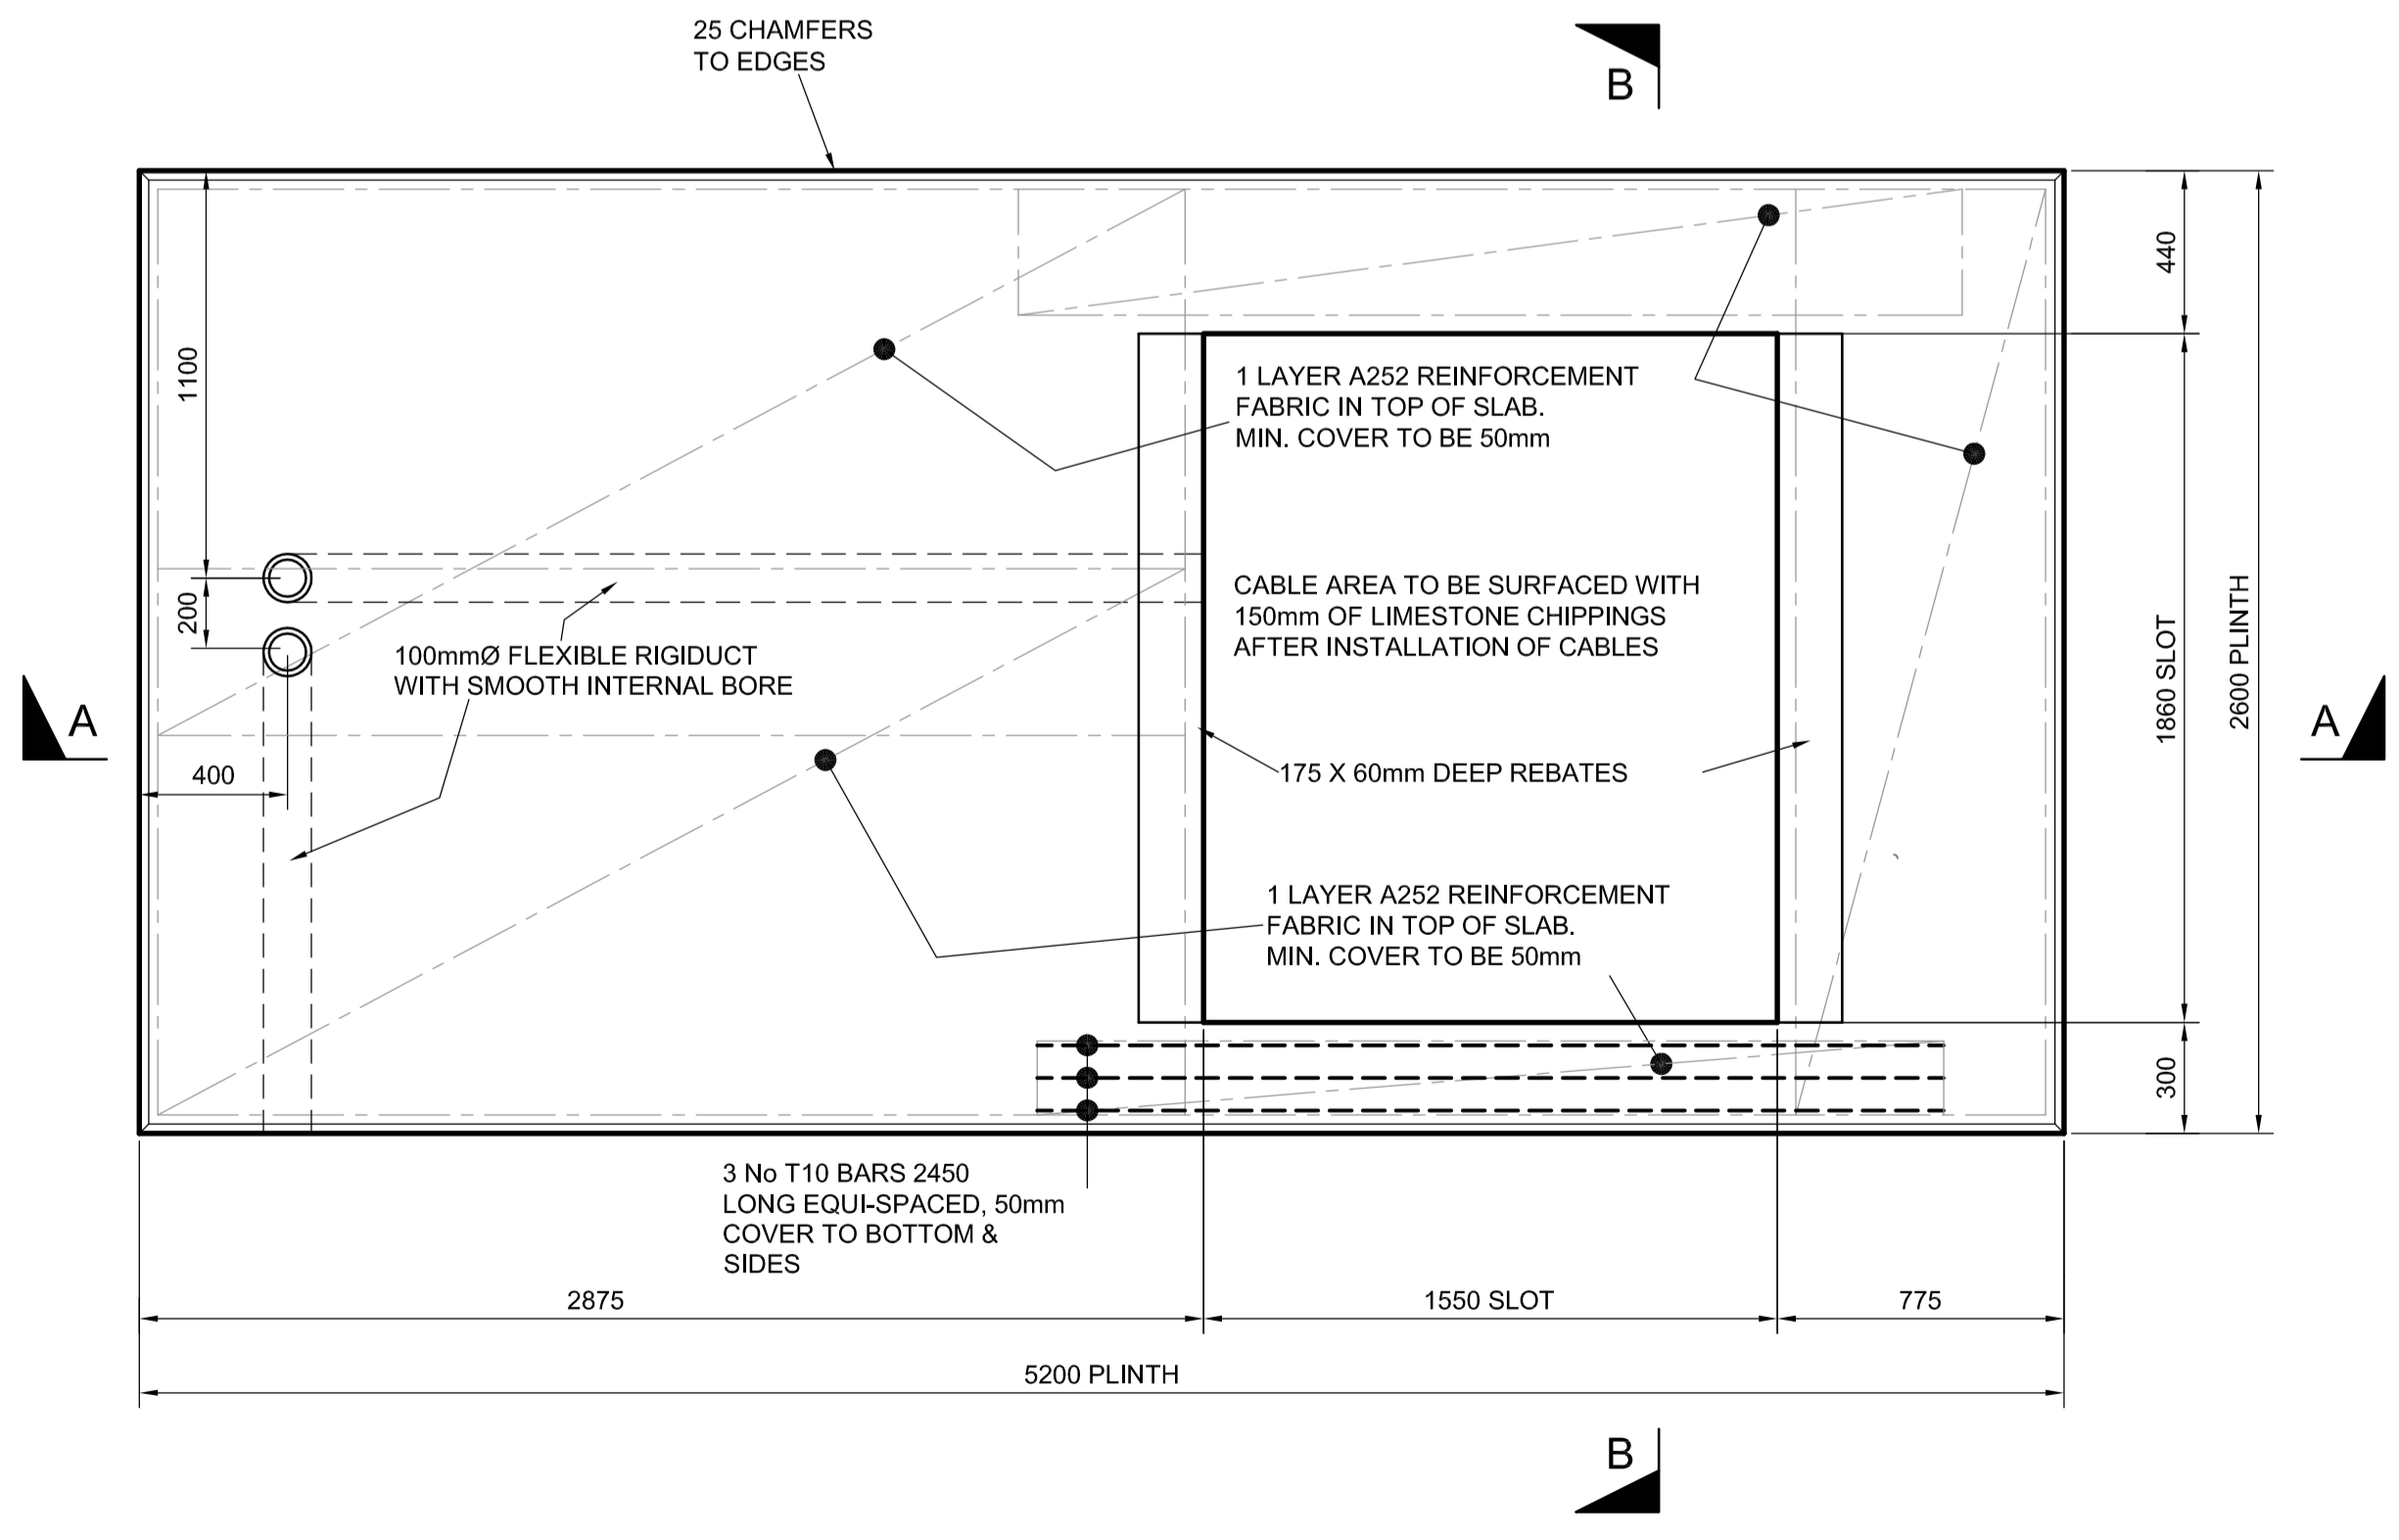 25 CHAMFERS
TO EDGES
B
440
1100
1 LAYER A252 REINFORCEMENT
FABRIC IN TOP OF SLAB.
MIN. COVER TO BE 50mm
200
CABLE AREA TO BE SURFACED WITH
150mm OF LIMESTONE CHIPPINGS
AFTER INSTALLATION OF CABLES
100mmØ FLEXIBLE RIGIDUCT
WITH SMOOTH INTERNAL BORE
1860 SLOT
2600 PLINTH
A
A
400
175 X 60mm DEEP REBATES
1 LAYER A252 REINFORCEMENT
FABRIC IN TOP OF SLAB.
MIN. COVER TO BE 50mm
300
3 No T10 BARS 2450
LONG EQUI-SPACED, 50mm
COVER TO BOTTOM &
SIDES
2875
1550 SLOT
775
5200 PLINTH
B